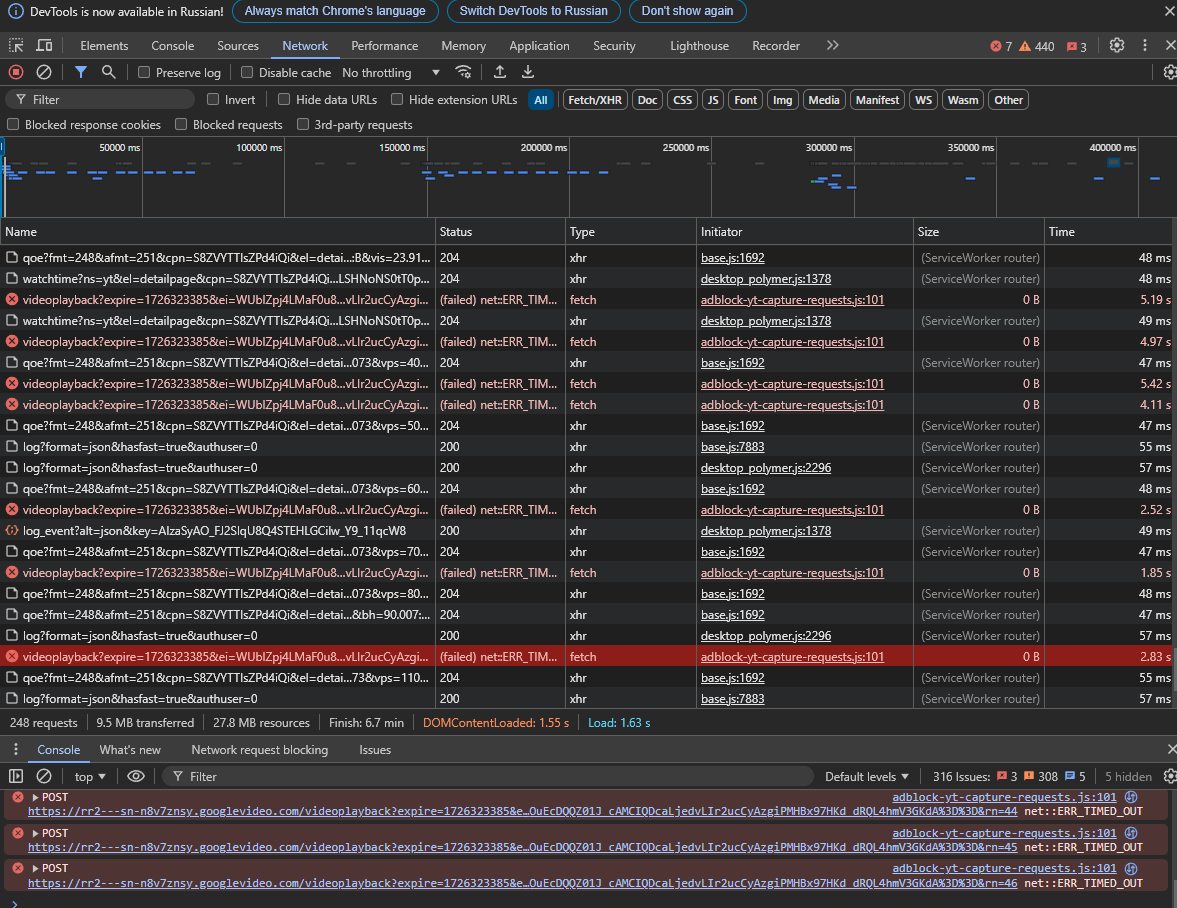 DevTools is now available in Russian! Always match Chrome's language Switch DevTools to Russian Don't show again
Elements Console Sources Network Performance Memory Application Security Lighthouse Recorder 7 440 3
Preserve log Disable cache No throttling
Filter Invert Hide data URLs Hide extension URLs All Fetch/XHR Doc CSS JS Font Img Media Manifest WS Wasm Other
Blocked response cookies Blocked requests 3rd-party requests
50000 ms 100000 ms 150000 ms 200000 ms 250000 ms 300000 ms 350000 ms 400000 ms
Name Status Type Initiator Size Time
qoe?fmt=248&afmt=251&cpn=S8ZVYTTIsZPd4iQi&el=detai...:B&vis=23.91... 204 xhr base.js:1692 (ServiceWorker router) 48 ms
watchtime?ns=yt&el=detailpage&cpn=S8ZVYTTIsZPd4iQi...LSHNoNS0tT0p... 204 xhr desktop_polymer.js:1378 (ServiceWorker router) 48 ms
videoplayback?expire=1726323385&ei=WUbIZpj4LMaF0u8...vLIr2ucCyAzgi... (failed) net::ERR_TIM... fetch adblock-yt-capture-requests.js:101 0 B 5.19 s
watchtime?ns=yt&el=detailpage&cpn=S8ZVYTTIsZPd4iQi...LSHNoNS0tT0p... 204 xhr desktop_polymer.js:1378 (ServiceWorker router) 49 ms
videoplayback?expire=1726323385&ei=WUbIZpj4LMaF0u8...vLIr2ucCyAzgi... (failed) net::ERR_TIM... fetch adblock-yt-capture-requests.js:101 0 B 4.97 s
qoe?fmt=248&afmt=251&cpn=S8ZVYTTIsZPd4iQi&el=detai...073&vps=40... 204 xhr base.js:1692 (ServiceWorker router) 47 ms
videoplayback?expire=1726323385&ei=WUbIZpj4LMaF0u8...vLIr2ucCyAzgi... (failed) net::ERR_TIM... fetch adblock-yt-capture-requests.js:101 0 B 5.42 s
videoplayback?expire=1726323385&ei=WUbIZpj4LMaF0u8...vLIr2ucCyAzgi... (failed) net::ERR_TIM... fetch adblock-yt-capture-requests.js:101 0 B 4.11 s
qoe?fmt=248&afmt=251&cpn=S8ZVYTTIsZPd4iQi&el=detai...073&vps=50... 204 xhr base.js:1692 (ServiceWorker router) 47 ms
log?format=json&hasfast=true&authuser=0 200 xhr base.js:7883 (ServiceWorker router) 55 ms
log?format=json&hasfast=true&authuser=0 200 xhr desktop_polymer.js:2296 (ServiceWorker router) 57 ms
qoe?fmt=248&afmt=251&cpn=S8ZVYTTIsZPd4iQi&el=detai...073&vps=60... 204 xhr base.js:1692 (ServiceWorker router) 48 ms
videoplayback?expire=1726323385&ei=WUbIZpj4LMaF0u8...vLIr2ucCyAzgi... (failed) net::ERR_TIM... fetch adblock-yt-capture-requests.js:101 0 B 2.52 s
log_event?alt=json&key=AIzaSyAO_FJ2SlqU8Q4STEHLGCilw_Y9_11qcW8 200 xhr desktop_polymer.js:1378 (ServiceWorker router) 49 ms
qoe?fmt=248&afmt=251&cpn=S8ZVYTTIsZPd4iQi&el=detai...073&vps=70... 204 xhr base.js:1692 (ServiceWorker router) 47 ms
videoplayback?expire=1726323385&ei=WUbIZpj4LMaF0u8...vLIr2ucCyAzgi... (failed) net::ERR_TIM... fetch adblock-yt-capture-requests.js:101 0 B 1.85 s
qoe?fmt=248&afmt=251&cpn=S8ZVYTTIsZPd4iQi&el=detai...073&vps=80... 204 xhr base.js:1692 (ServiceWorker router) 48 ms
qoe?fmt=248&afmt=251&cpn=S8ZVYTTIsZPd4iQi&el=detai...&bh=90.007:... 204 xhr base.js:1692 (ServiceWorker router) 47 ms
log?format=json&hasfast=true&authuser=0 200 xhr desktop_polymer.js:2296 (ServiceWorker router) 57 ms
videoplayback?expire=1726323385&ei=WUbIZpj4LMaF0u8...vLIr2ucCyAzgi... (failed) net::ERR_TIM... fetch adblock-yt-capture-requests.js:101 0 B 2.83 s
qoe?fmt=248&afmt=251&cpn=S8ZVYTTIsZPd4iQi&el=detai...73&vps=110... 204 xhr base.js:1692 (ServiceWorker router) 55 ms
log?format=json&hasfast=true&authuser=0 200 xhr base.js:7883 (ServiceWorker router) 57 ms
248 requests 9.5 MB transferred 27.8 MB resources Finish: 6.7 min DOMContentLoaded: 1.55 s Load: 1.63 s
Console What's new Network request blocking Issues
top Filter Default levels 316 Issues: 3 308 5 5 hidden
POST adblock-yt-capture-requests.js:101
https://rr2---sn-n8v7znsy.googlevideo.com/videoplayback?expire=1726323385&e…OuEcDQQZ01J_cAMCIQDcaLjedvLIr2ucCyAzgiPMHBx97HKd_dRQL4hmV3GKdA%3D%3D&rn=44 net::ERR_TIMED_OUT
POST adblock-yt-capture-requests.js:101
https://rr2---sn-n8v7znsy.googlevideo.com/videoplayback?expire=1726323385&e…OuEcDQQZ01J_cAMCIQDcaLjedvLIr2ucCyAzgiPMHBx97HKd_dRQL4hmV3GKdA%3D%3D&rn=45 net::ERR_TIMED_OUT
POST adblock-yt-capture-requests.js:101
https://rr2---sn-n8v7znsy.googlevideo.com/videoplayback?expire=1726323385&e…OuEcDQQZ01J_cAMCIQDcaLjedvLIr2ucCyAzgiPMHBx97HKd_dRQL4hmV3GKdA%3D%3D&rn=46 net::ERR_TIMED_OUT